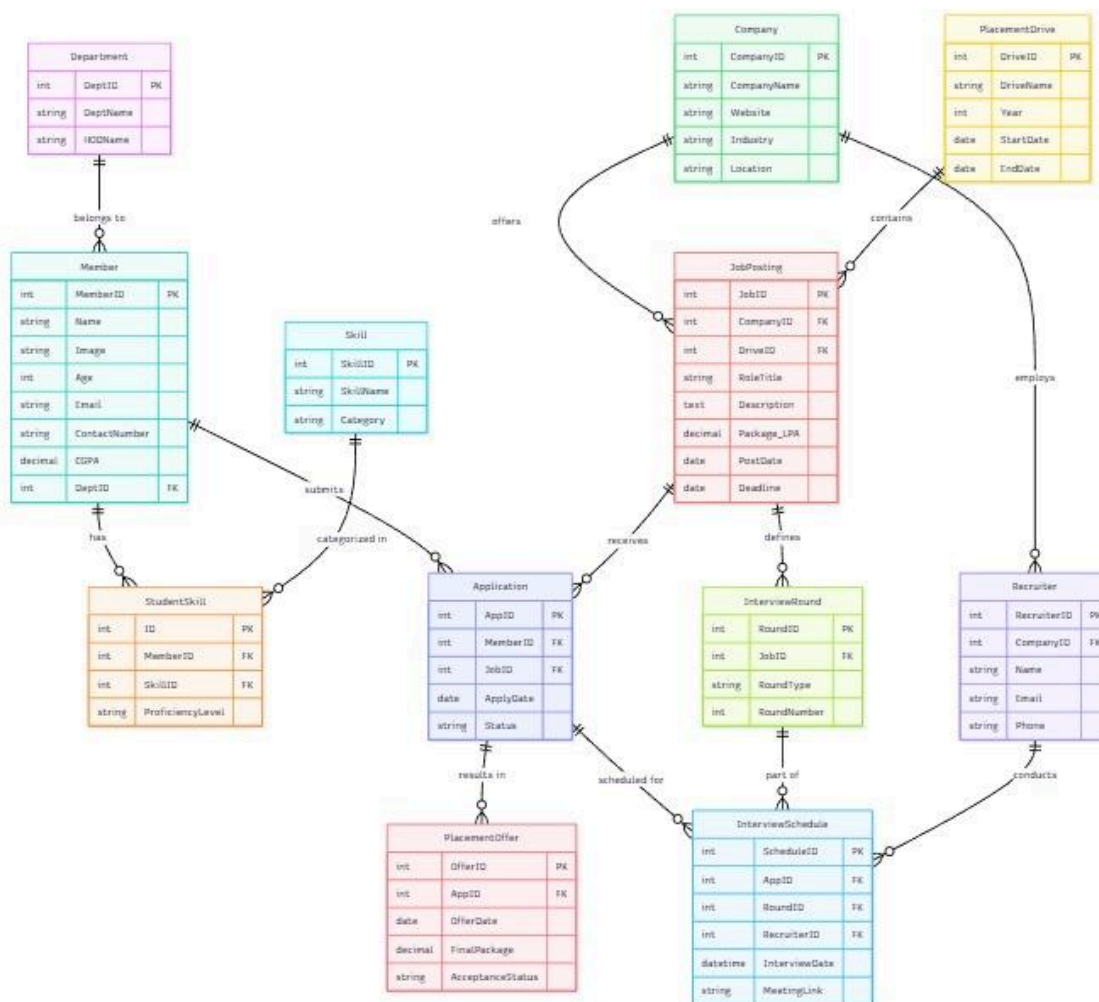 Department
int DeptID PK
string DeptName
string HODName
belongs to
Company
int CompanyID PK
string CompanyName
string Website
string Industry
string Location
PlacementDrive
int DriveID PK
string DriveName
int Year
date StartDate
date EndDate
offers
contains
employs
Member
int MemberID PK
string Name
string Image
int Age
string Email
string ContactNumber
decimal CGPA
int DeptID FK
Skill
int SkillID PK
string SkillName
string Category
JobPosting
int JobID PK
int CompanyID FK
int DriveID FK
string RoleTitle
text Description
decimal Package_LPA
date PostDate
date Deadline
has
submits
categorized in
receives
defines
StudentSkill
int ID PK
int MemberID FK
int SkillID FK
string ProficiencyLevel
Application
int AppID PK
int MemberID FK
int JobID FK
date ApplyDate
string Status
InterviewRound
int RoundID PK
int JobID FK
string RoundType
int RoundNumber
Recruiter
int RecruiterID PK
int CompanyID FK
string Name
string Email
string Phone
results in
scheduled for
part of
conducts
PlacementOffer
int OfferID PK
int AppID FK
date OfferDate
decimal FinalPackage
string AcceptanceStatus
InterviewSchedule
int ScheduleID PK
int AppID FK
int RoundID FK
int RecruiterID FK
datetime InterviewDate
string MeetingLink